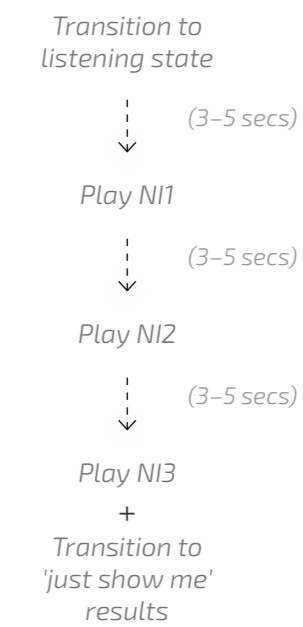 Transition to
listening state
(3–5 secs)
Play NI1
(3–5 secs)
Play NI2
(3–5 secs)
Play NI3
+
Transition to
'just show me'
results